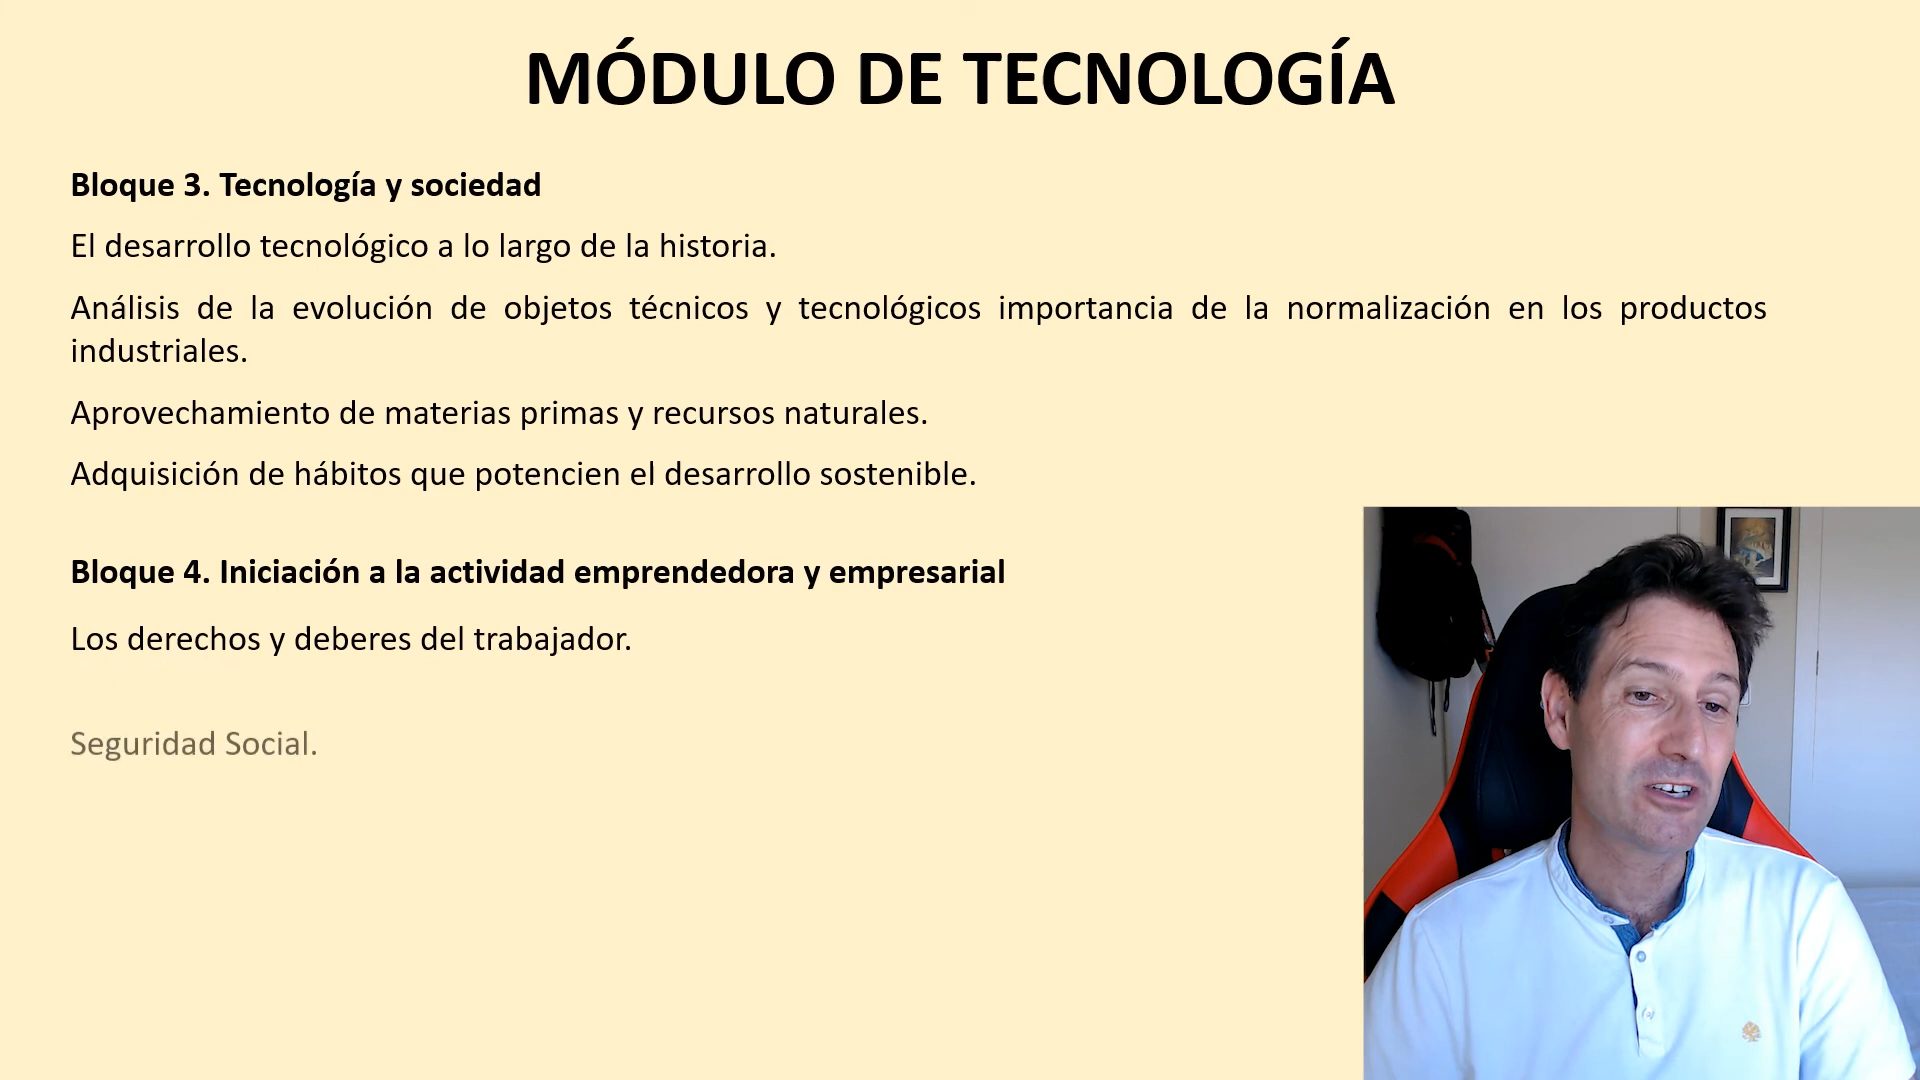 MÓDULO DE TECNOLOGÍA
Bloque 3. Tecnología y sociedad
El desarrollo tecnológico a lo largo de la historia.
Análisis de la evolución de objetos técnicos y tecnológicos importancia de la normalización en los productos
industriales.
Aprovechamiento de materias primas y recursos naturales.
Adquisición de hábitos que potencien el desarrollo sostenible.
Bloque 4. Iniciación a la actividad emprendedora y empresarial
Los derechos y deberes del trabajador.
Seguridad Social.